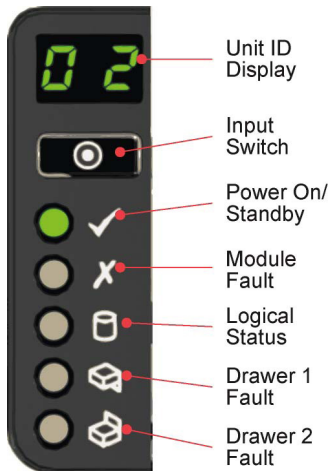 02
Unit ID
Display
Input
Switch
Power On/
Standby
Module
Fault
Logical
Status
Drawer 1
Fault
Drawer 2
Fault